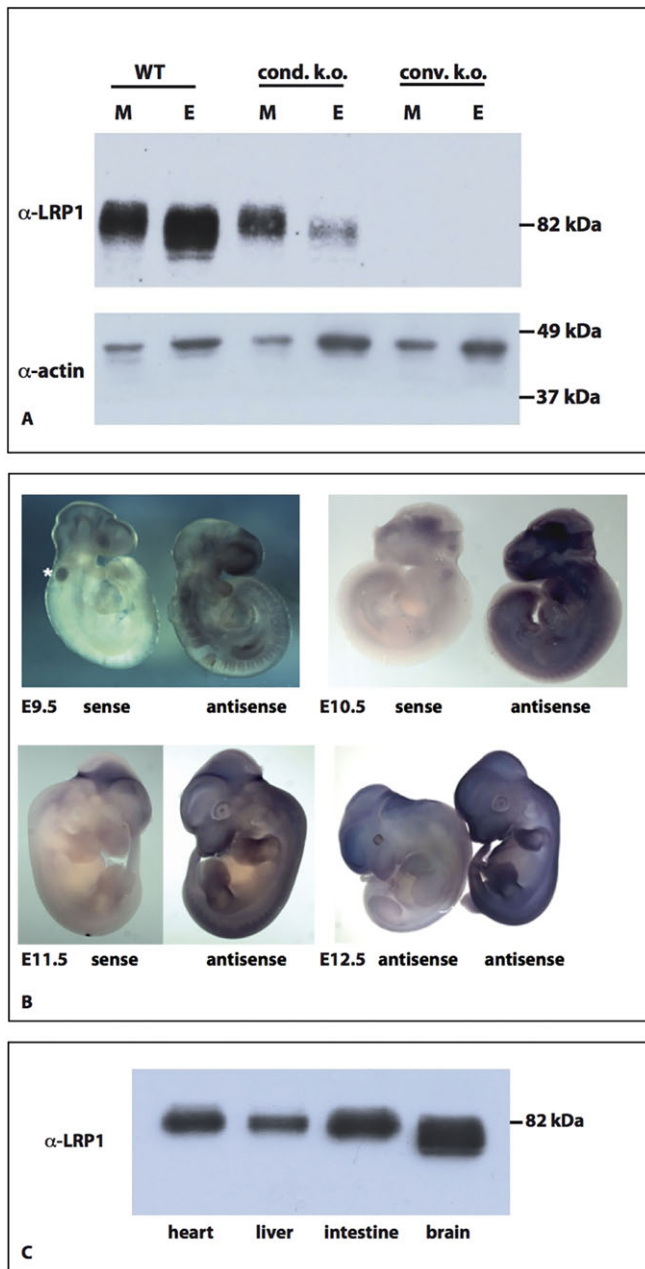 WT cond. k.o. conv. k.o.
M E M E M E
α-LRP1
82 kDa
α-actin
49 kDa
37 kDa
A
*
E9.5 sense antisense E10.5 sense antisense
E11.5 sense antisense E12.5 antisense antisense
B
α-LRP1
82 kDa
heart liver intestine brain
C